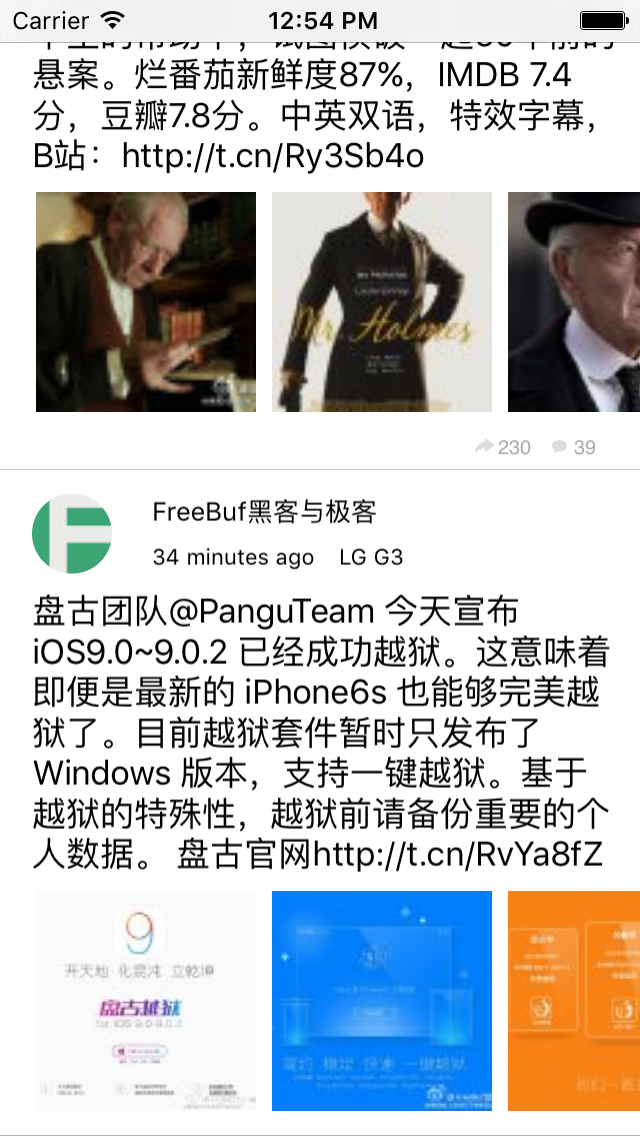 Carrier 12:54 PM
悬案。烂番茄新鲜度87%，IMDB 7.4
分，豆瓣7.8分。中英双语，特效字幕，
B站：http://t.cn/Ry3Sb4o
Mr. Holmes
230 39
FreeBuf黑客与极客
34 minutes ago LG G3
盘古团队@PanguTeam 今天宣布
iOS9.0~9.0.2 已经成功越狱。这意味着
即便是最新的 iPhone6s 也能够完美越
狱了。目前越狱套件暂时只发布了
Windows 版本，支持一键越狱。基于
越狱的特殊性，越狱前请备份重要的个
人数据。 盘古官网http://t.cn/RvYa8fZ
9
开天地 化混沌 立乾坤
盘古越狱
for iOS 9.0-9.0.2
简约 稳定 快速 一键越狱